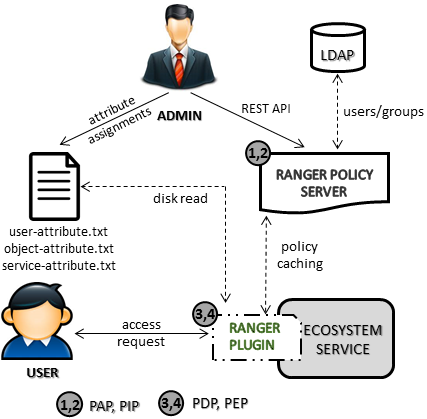 LDAP
attribute
assignments
ADMIN
REST API
users/groups
1,2
RANGER POLICY
SERVER
disk read
user-attribute.txt
object-attribute.txt
service-attribute.txt
policy
caching
3,4
access
request
RANGER
PLUGIN
ECOSYSTEM
SERVICE
USER
1,2 PAP, PIP
3,4 PDP, PEP